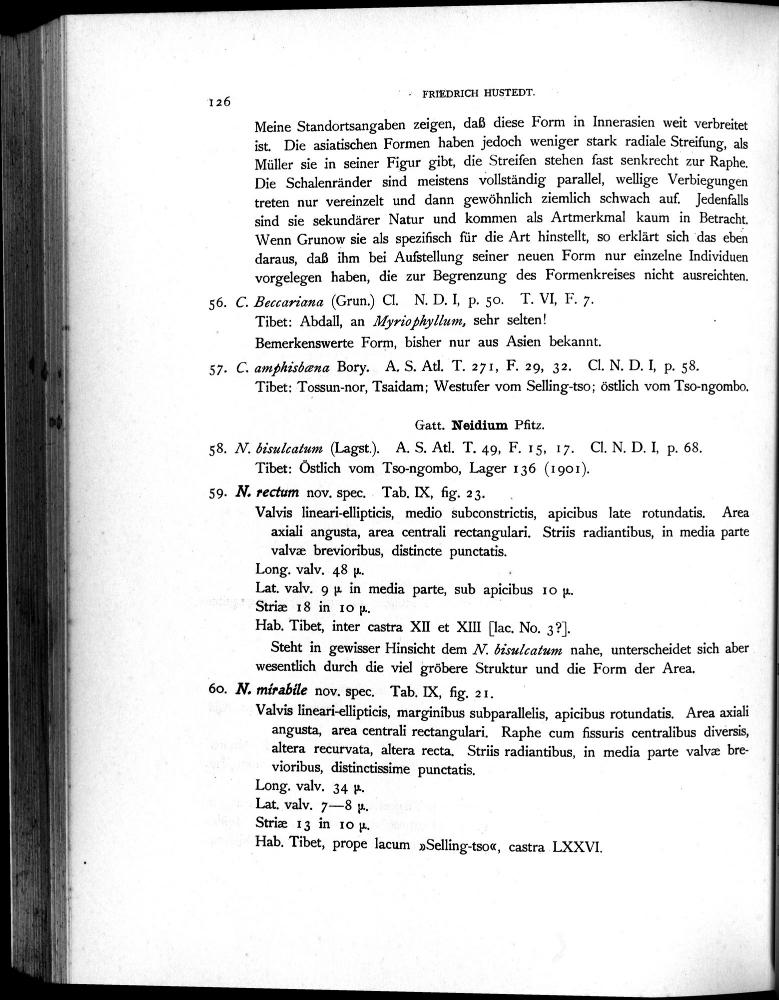 126
FRIEDRICH HUSTEDT.
Meine Standortsangaben zeigen, daß diese Form in Innerasien weit verbreitet
ist. Die asiatischen Formen haben jedoch weniger stark radiale Streifung, als
Müller sie in seiner Figur gibt, die Streifen stehen fast senkrecht zur Raphe.
Die Schalenränder sind meistens vollständig parallel, wellige Verbiegungen
treten nur vereinzelt und dann gewöhnlich ziemlich schwach auf. Jedenfalls
sind sie sekundärer Natur und kommen als Artmerkmal kaum in Betracht.
Wenn Grunow sie als spezifisch für die Art hinstellt, so erklärt sich das eben
daraus, daß ihm bei Aufstellung seiner neuen Form nur einzelne Individuen
vorgelegen haben, die zur Begrenzung des Formenkreises nicht ausreichten.
56. C. Beccariana (Grun.) Cl. N. D. I, p. 50. T. VI, F. 7.
Tibet: Abdall, an Myriophyllum, sehr selten!
Bemerkenswerte Form, bisher nur aus Asien bekannt.
57. C. amphisbæna Bory. A. S. Atl. T. 271, F. 29, 32. Cl. N. D. I, p. 58.
Tibet: Tossun-nor, Tsaidam; Westufer vom Selling-tso; östlich vom Tso-ngombo.
Gatt. Neidium Pfitz.
58. N. bisulcatum (Lagst.). A. S. Atl. T. 49, F. 15, 17. Cl. N. D. I, p. 68.
Tibet: Östlich vom Tso-ngombo, Lager 136 (1901).
59. N. rectum nov. spec. Tab. IX, fig. 23.
Valvis lineari-ellipticis, medio subconstrictis, apicibus late rotundatis. Area
axiali angusta, area centrali rectangulari. Striis radiantibus, in media parte
valvæ brevioribus, distincte punctatis.
Long. valv. 48 µ.
Lat. valv. 9 µ in media parte, sub apicibus 10 µ.
Striæ 18 in 10 µ.
Hab. Tibet, inter castra XII et XIII [lac. No. 3?].
Steht in gewisser Hinsicht dem N. bisulcatum nahe, unterscheidet sich aber
wesentlich durch die viel gröbere Struktur und die Form der Area.
60. N. mirabile nov. spec. Tab. IX, fig. 21.
Valvis lineari-ellipticis, marginibus subparallelis, apicibus rotundatis. Area axiali
angusta, area centrali rectangulari. Raphe cum fissuris centralibus diversis,
altera recurvata, altera recta. Striis radiantibus, in media parte valvæ bre-
vioribus, distinctissime punctatis.
Long. valv. 34 µ.
Lat. valv. 7—8 µ.
Striæ 13 in 10 µ.
Hab. Tibet, prope lacum »Selling-tso«, castra LXXVI.